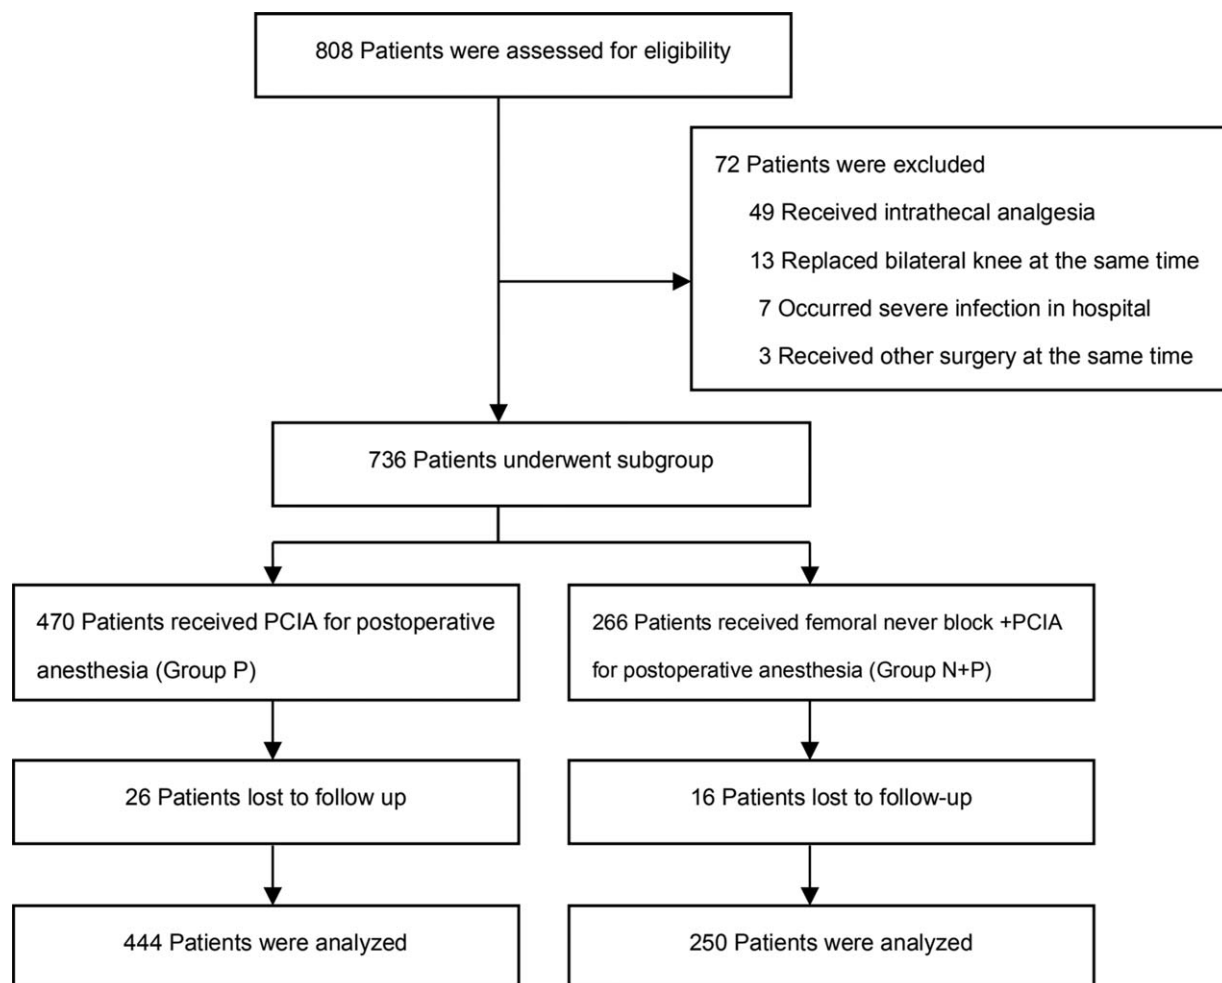 808 Patients were assessed for eligibility
72 Patients were excluded
49 Received intrathecal analgesia
13 Replaced bilateral knee at the same time
7 Occurred severe infection in hospital
3 Received other surgery at the same time
736 Patients underwent subgroup
470 Patients received PCIA for postoperative
anesthesia (Group P)
266 Patients received femoral never block +PCIA
for postoperative anesthesia (Group N+P)
26 Patients lost to follow up
16 Patients lost to follow-up
444 Patients were analyzed
250 Patients were analyzed